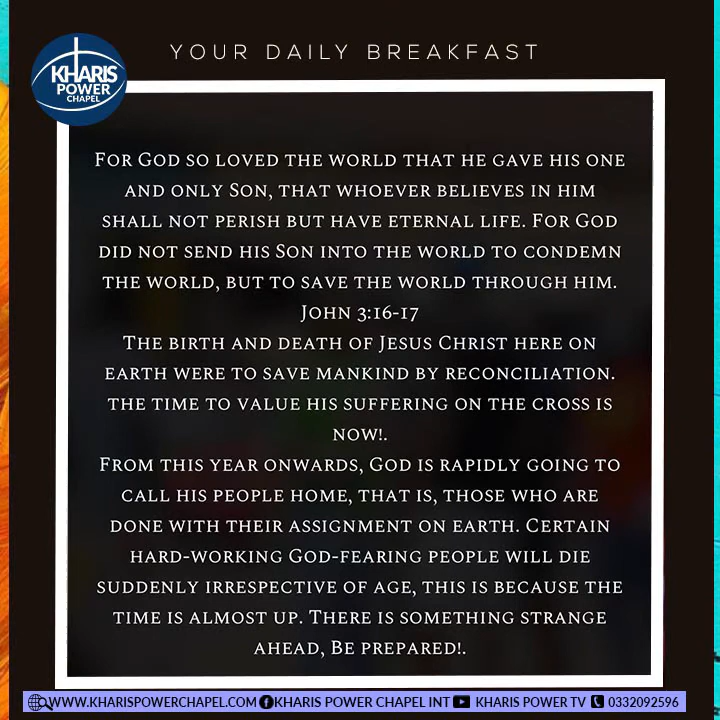 YOUR DAILY BREAKFAST
KHARIS
POWER
CHAPEL
FOR GOD SO LOVED THE WORLD THAT HE GAVE HIS ONE
AND ONLY SON, THAT WHOEVER BELIEVES IN HIM
SHALL NOT PERISH BUT HAVE ETERNAL LIFE. FOR GOD
DID NOT SEND HIS SON INTO THE WORLD TO CONDEMN
THE WORLD, BUT TO SAVE THE WORLD THROUGH HIM.
JOHN 3:16-17
THE BIRTH AND DEATH OF JESUS CHRIST HERE ON
EARTH WERE TO SAVE MANKIND BY RECONCILIATION.
THE TIME TO VALUE HIS SUFFERING ON THE CROSS IS
NOW!.
FROM THIS YEAR ONWARDS, GOD IS RAPIDLY GOING TO
CALL HIS PEOPLE HOME, THAT IS, THOSE WHO ARE
DONE WITH THEIR ASSIGNMENT ON EARTH. CERTAIN
HARD-WORKING GOD-FEARING PEOPLE WILL DIE
SUDDENLY IRRESPECTIVE OF AGE, THIS IS BECAUSE THE
TIME IS ALMOST UP. THERE IS SOMETHING STRANGE
AHEAD, BE PREPARED!.
WWW.KHARISPOWERCHAPEL.COM KHARIS POWER CHAPEL INT KHARIS POWER TV 0332092596